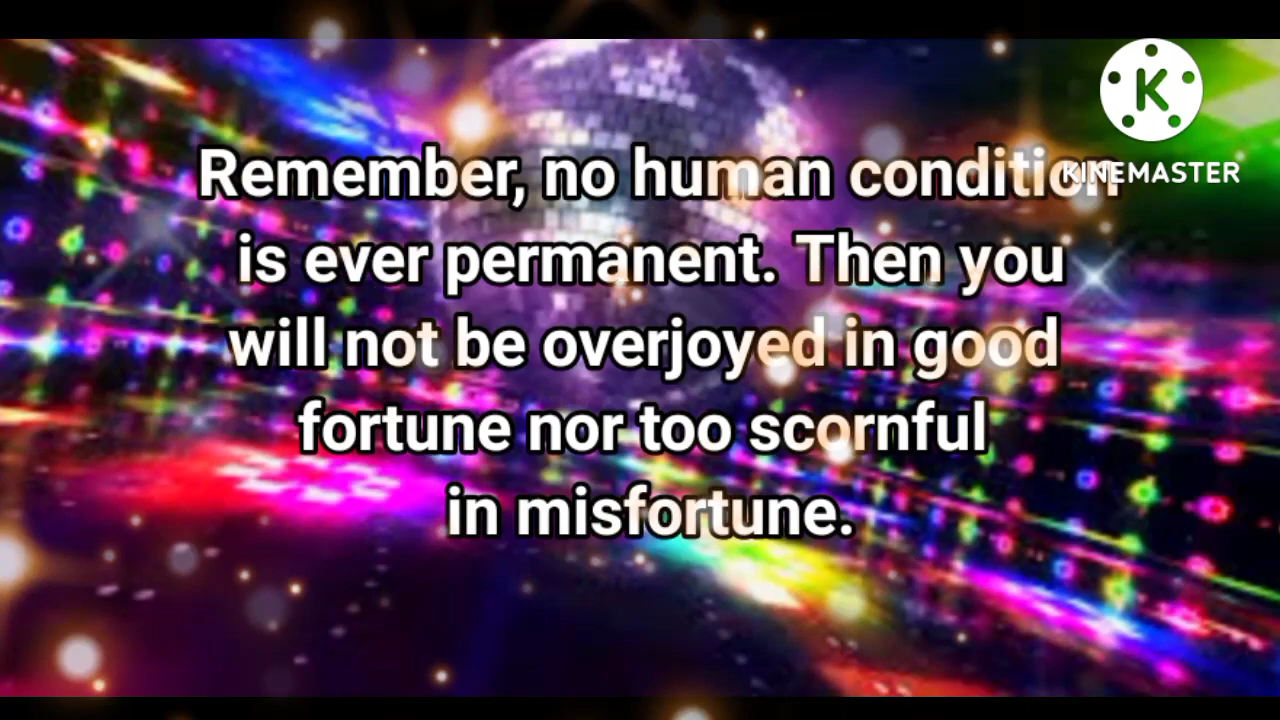 Remember, no human condition
is ever permanent. Then you
will not be overjoyed in good
fortune nor too scornful
in misfortune.
K
KINEMASTER